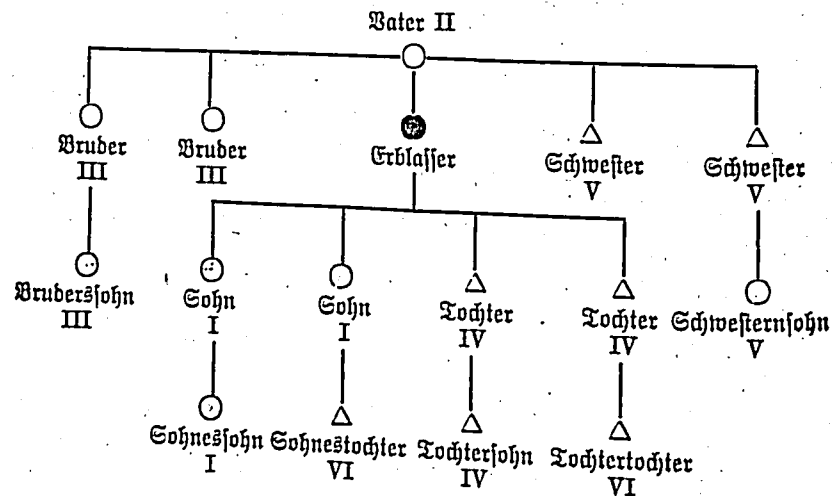 Vater II
Bruder
III
Bruder
III
Erblasser
Schwester
V
Schwester
V
Brudersſohn
III
Sohn
I
Sohn
I
Tochter
IV
Tochter
IV
Schwesternsohn
V
Sohnessohn
I
Sohnestochter
VI
Tochtersohn
IV
Tochtertochter
VI